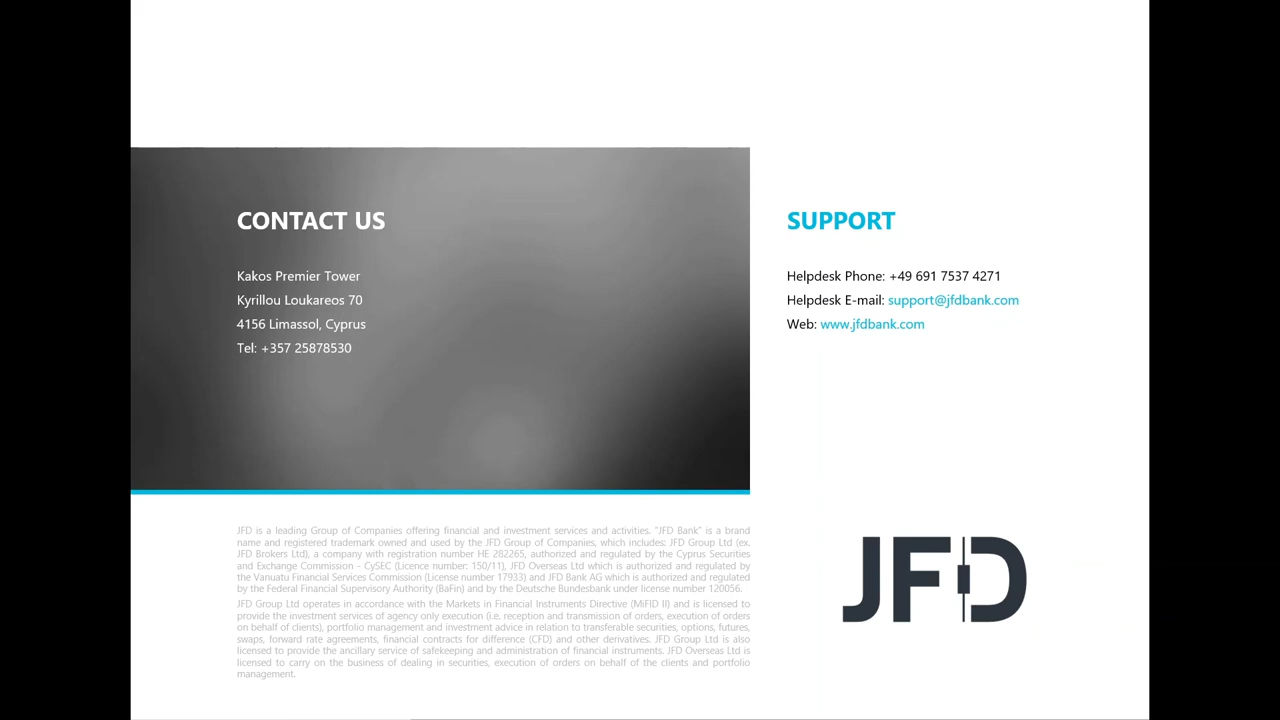 CONTACT US
Kakos Premier Tower
Kyrillou Loukareos 70
4156 Limassol, Cyprus
Tel: +357 25878530
SUPPORT
Helpdesk Phone: +49 691 7537 4271
Helpdesk E-mail: support@jfdbank.com
Web: www.jfdbank.com
JFD is a leading Group of Companies offering financial and investment services and activities. "JFD Bank" is a brand
name and registered trademark owned and used by the JFD Group of Companies, which includes: JFD Group Ltd (ex.
JFD Brokers Ltd), a company with registration number HE 282265, authorized and regulated by the Cyprus Securities
and Exchange Commission - CySEC (Licence number: 150/11), JFD Overseas Ltd which is authorized and regulated by
the Vanuatu Financial Services Commission (License number 17933) and JFD Bank AG which is authorized and regulated
by the Federal Financial Supervisory Authority (BaFin) and by the Deutsche Bundesbank under license number 120056.
JFD Group Ltd operates in accordance with the Markets in Financial Instruments Directive (MiFID II) and is licensed to
provide the investment services of agency only execution (i.e. reception and transmission of orders, execution of orders
on behalf of clients), portfolio management and investment advice in relation to transferable securities, options, futures,
swaps, forward rate agreements, financial contracts for difference (CFD) and other derivatives. JFD Group Ltd is also
licensed to provide the ancillary service of safekeeping and administration of financial instruments. JFD Overseas Ltd is
licensed to carry on the business of dealing in securities, execution of orders on behalf of the clients and portfolio
management.
JFD